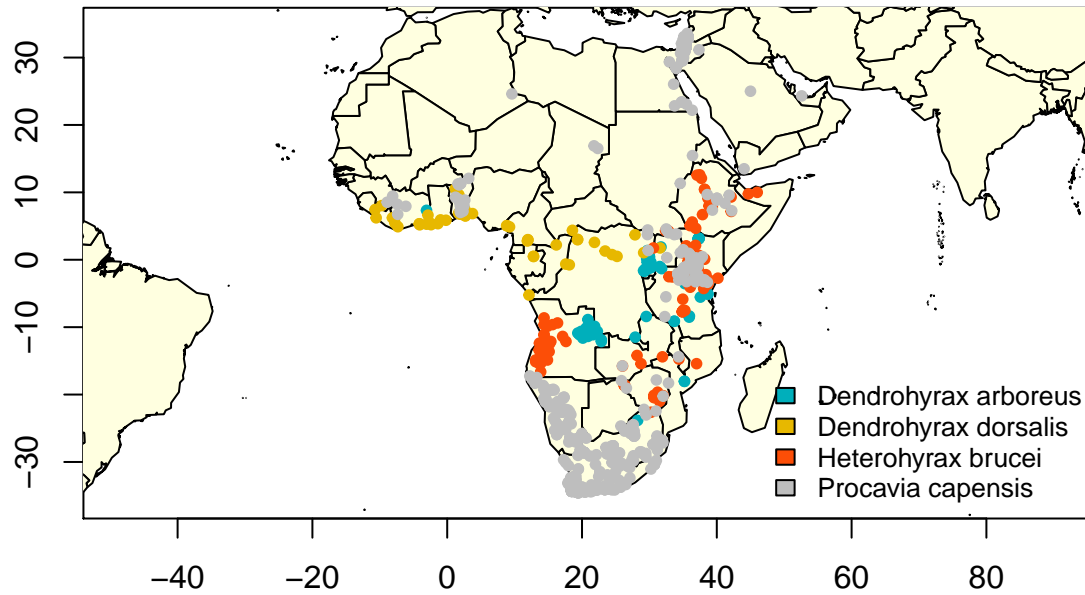 30
20
10
0
−10
−30
Dendrohyrax arboreus
Dendrohyrax dorsalis
Heterohyrax brucei
Procavia capensis
−40 −20 0 20 40 60 80